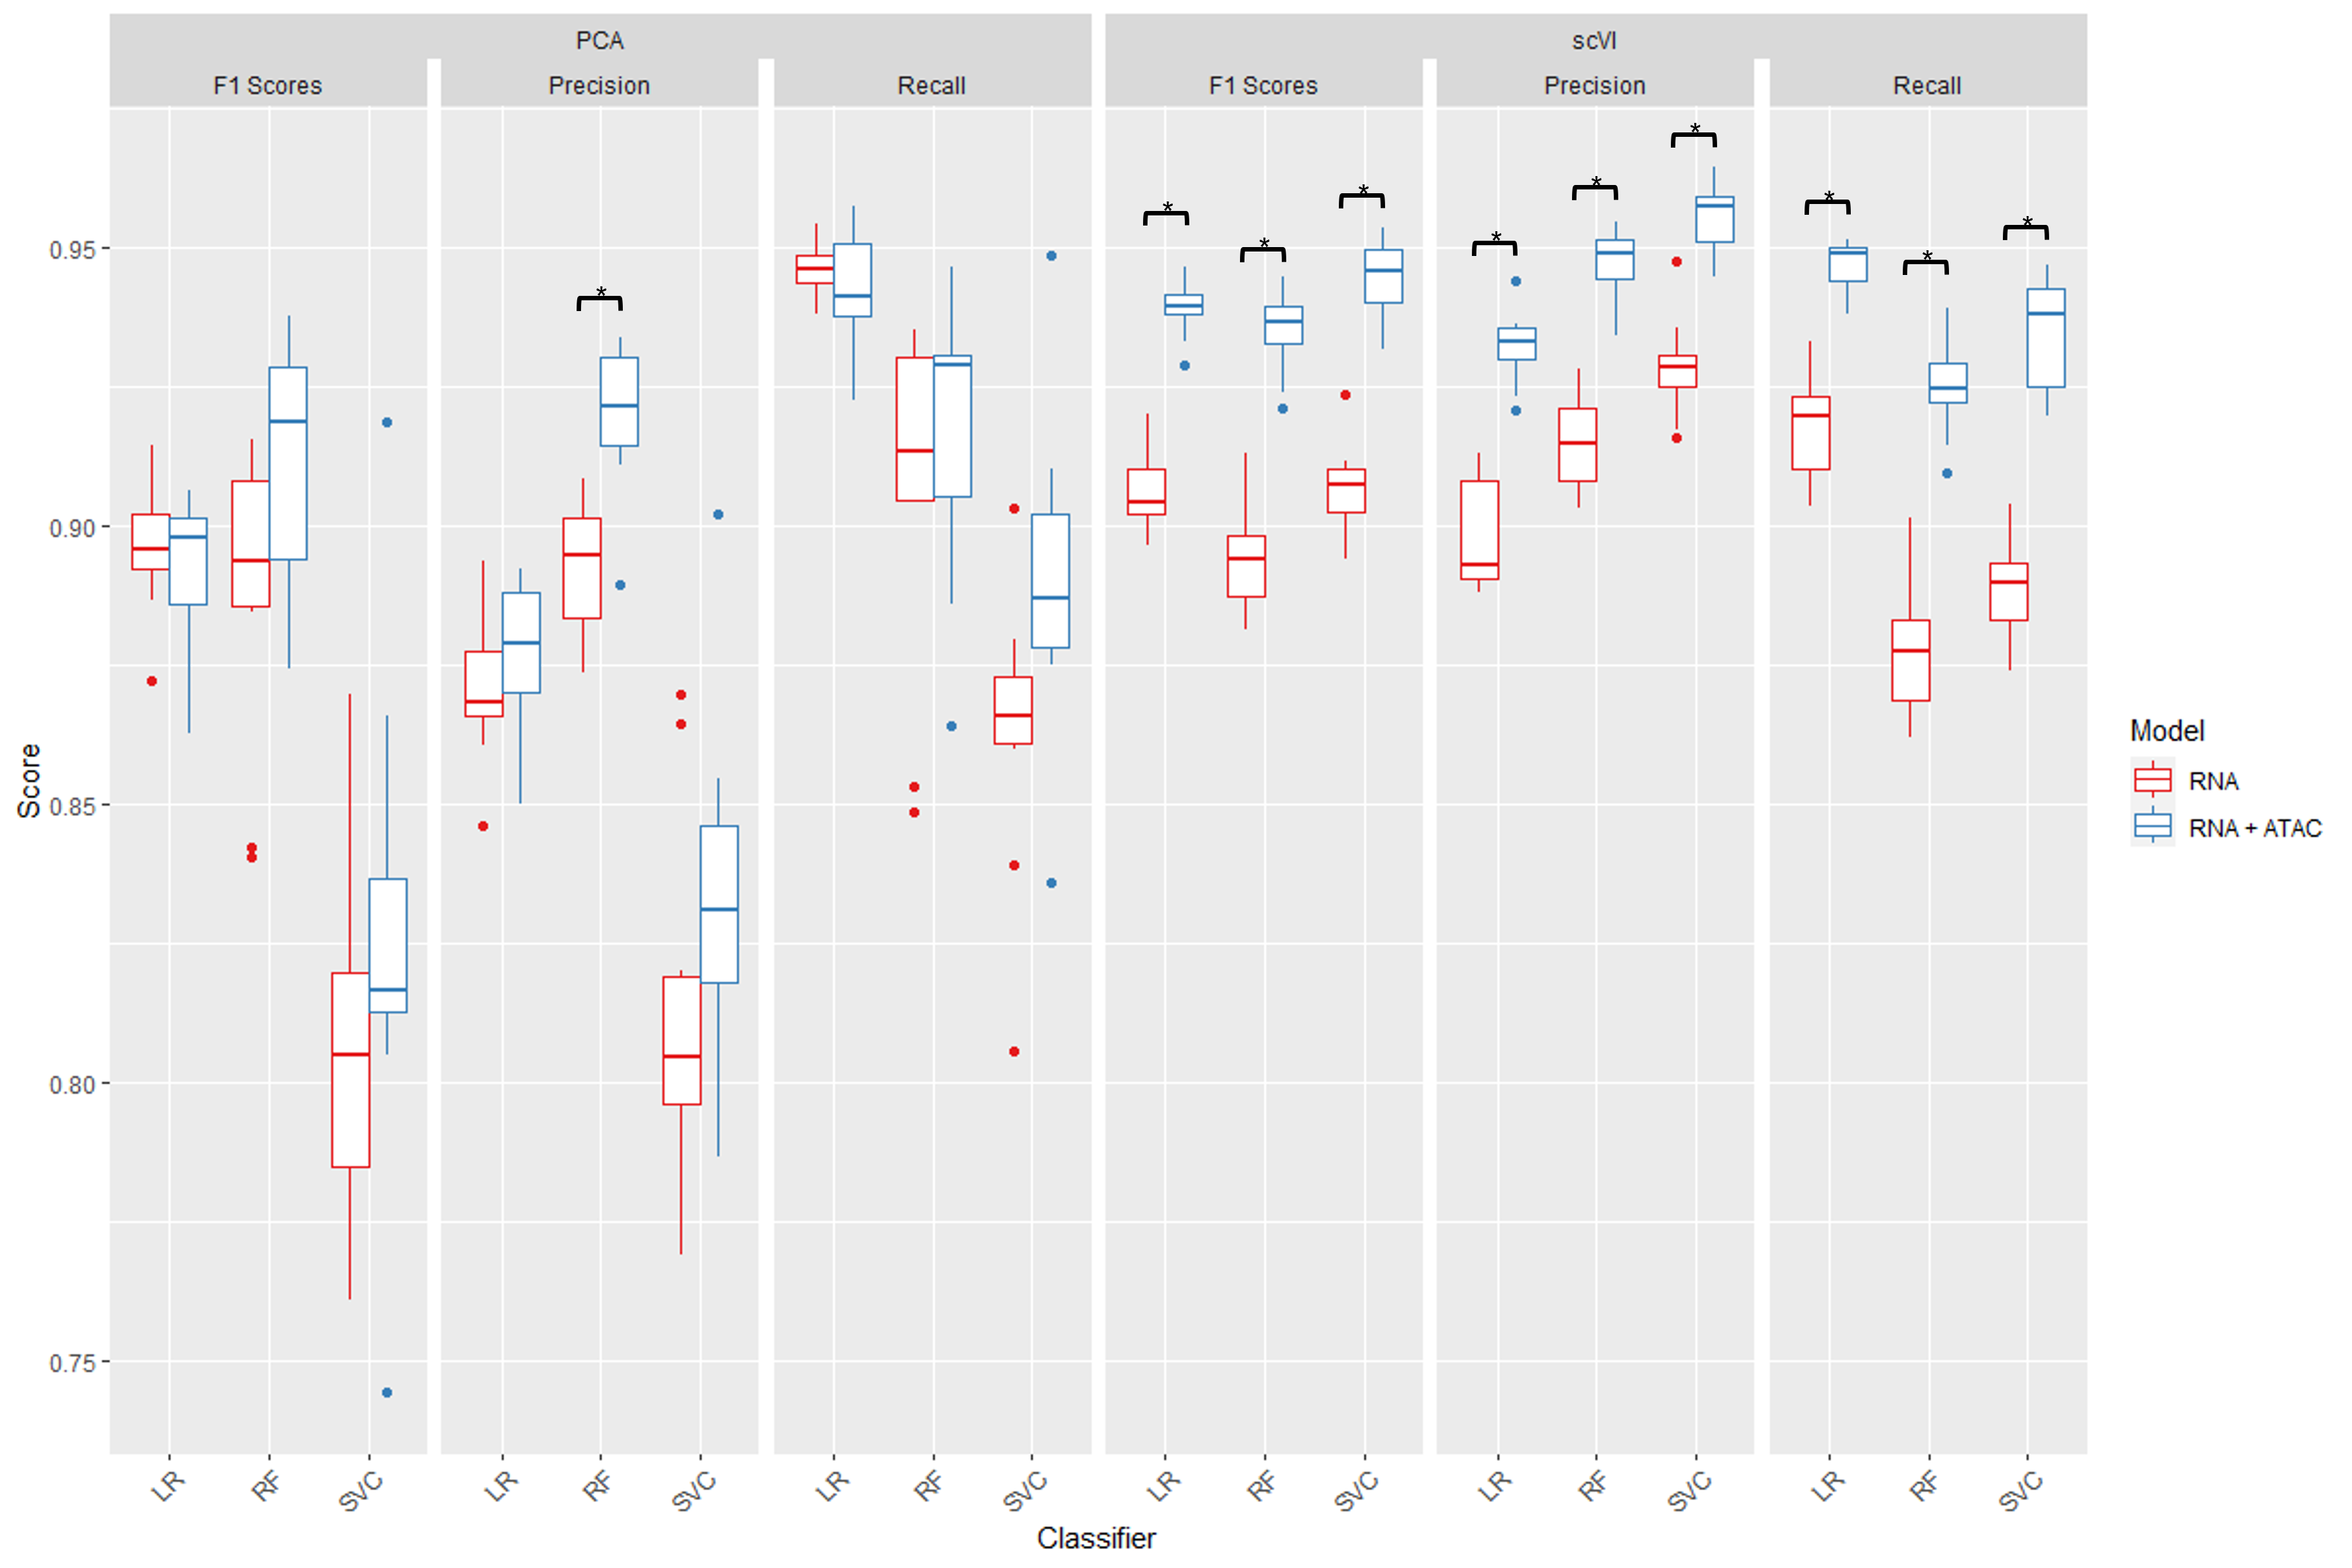 PCA
scVI
F1 Scores
Precision
Recall
F1 Scores
Precision
Recall
*
*
*
*
*
*
*
*
*
*
0.95
0.90
0.85
0.80
0.75
Score
LR
RF
SVC
LR
RF
SVC
LR
RF
SVC
LR
RF
SVC
LR
RF
SVC
LR
RF
SVC
Classifier
Model
RNA
RNA + ATAC